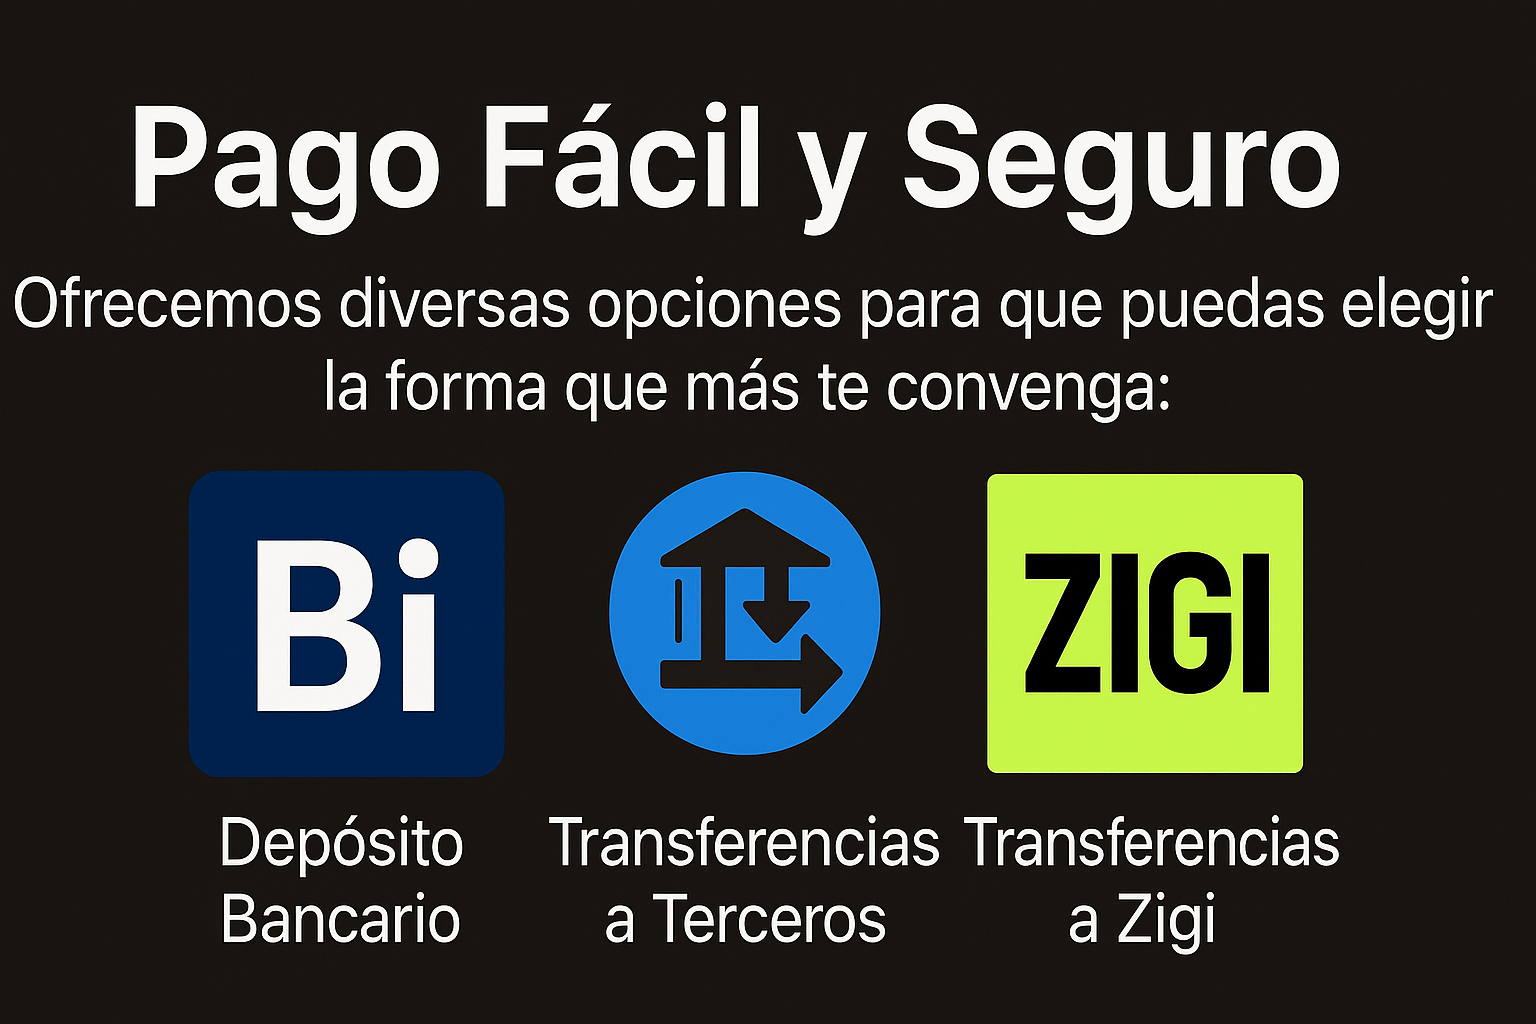 Pago Fácil y Seguro
Ofrecemos diversas opciones para que puedas elegir
la forma que más te convenga:
Bi
ZIGI
Depósito
Bancario
Transferencias
a Terceros
Transferencias
a Zigi